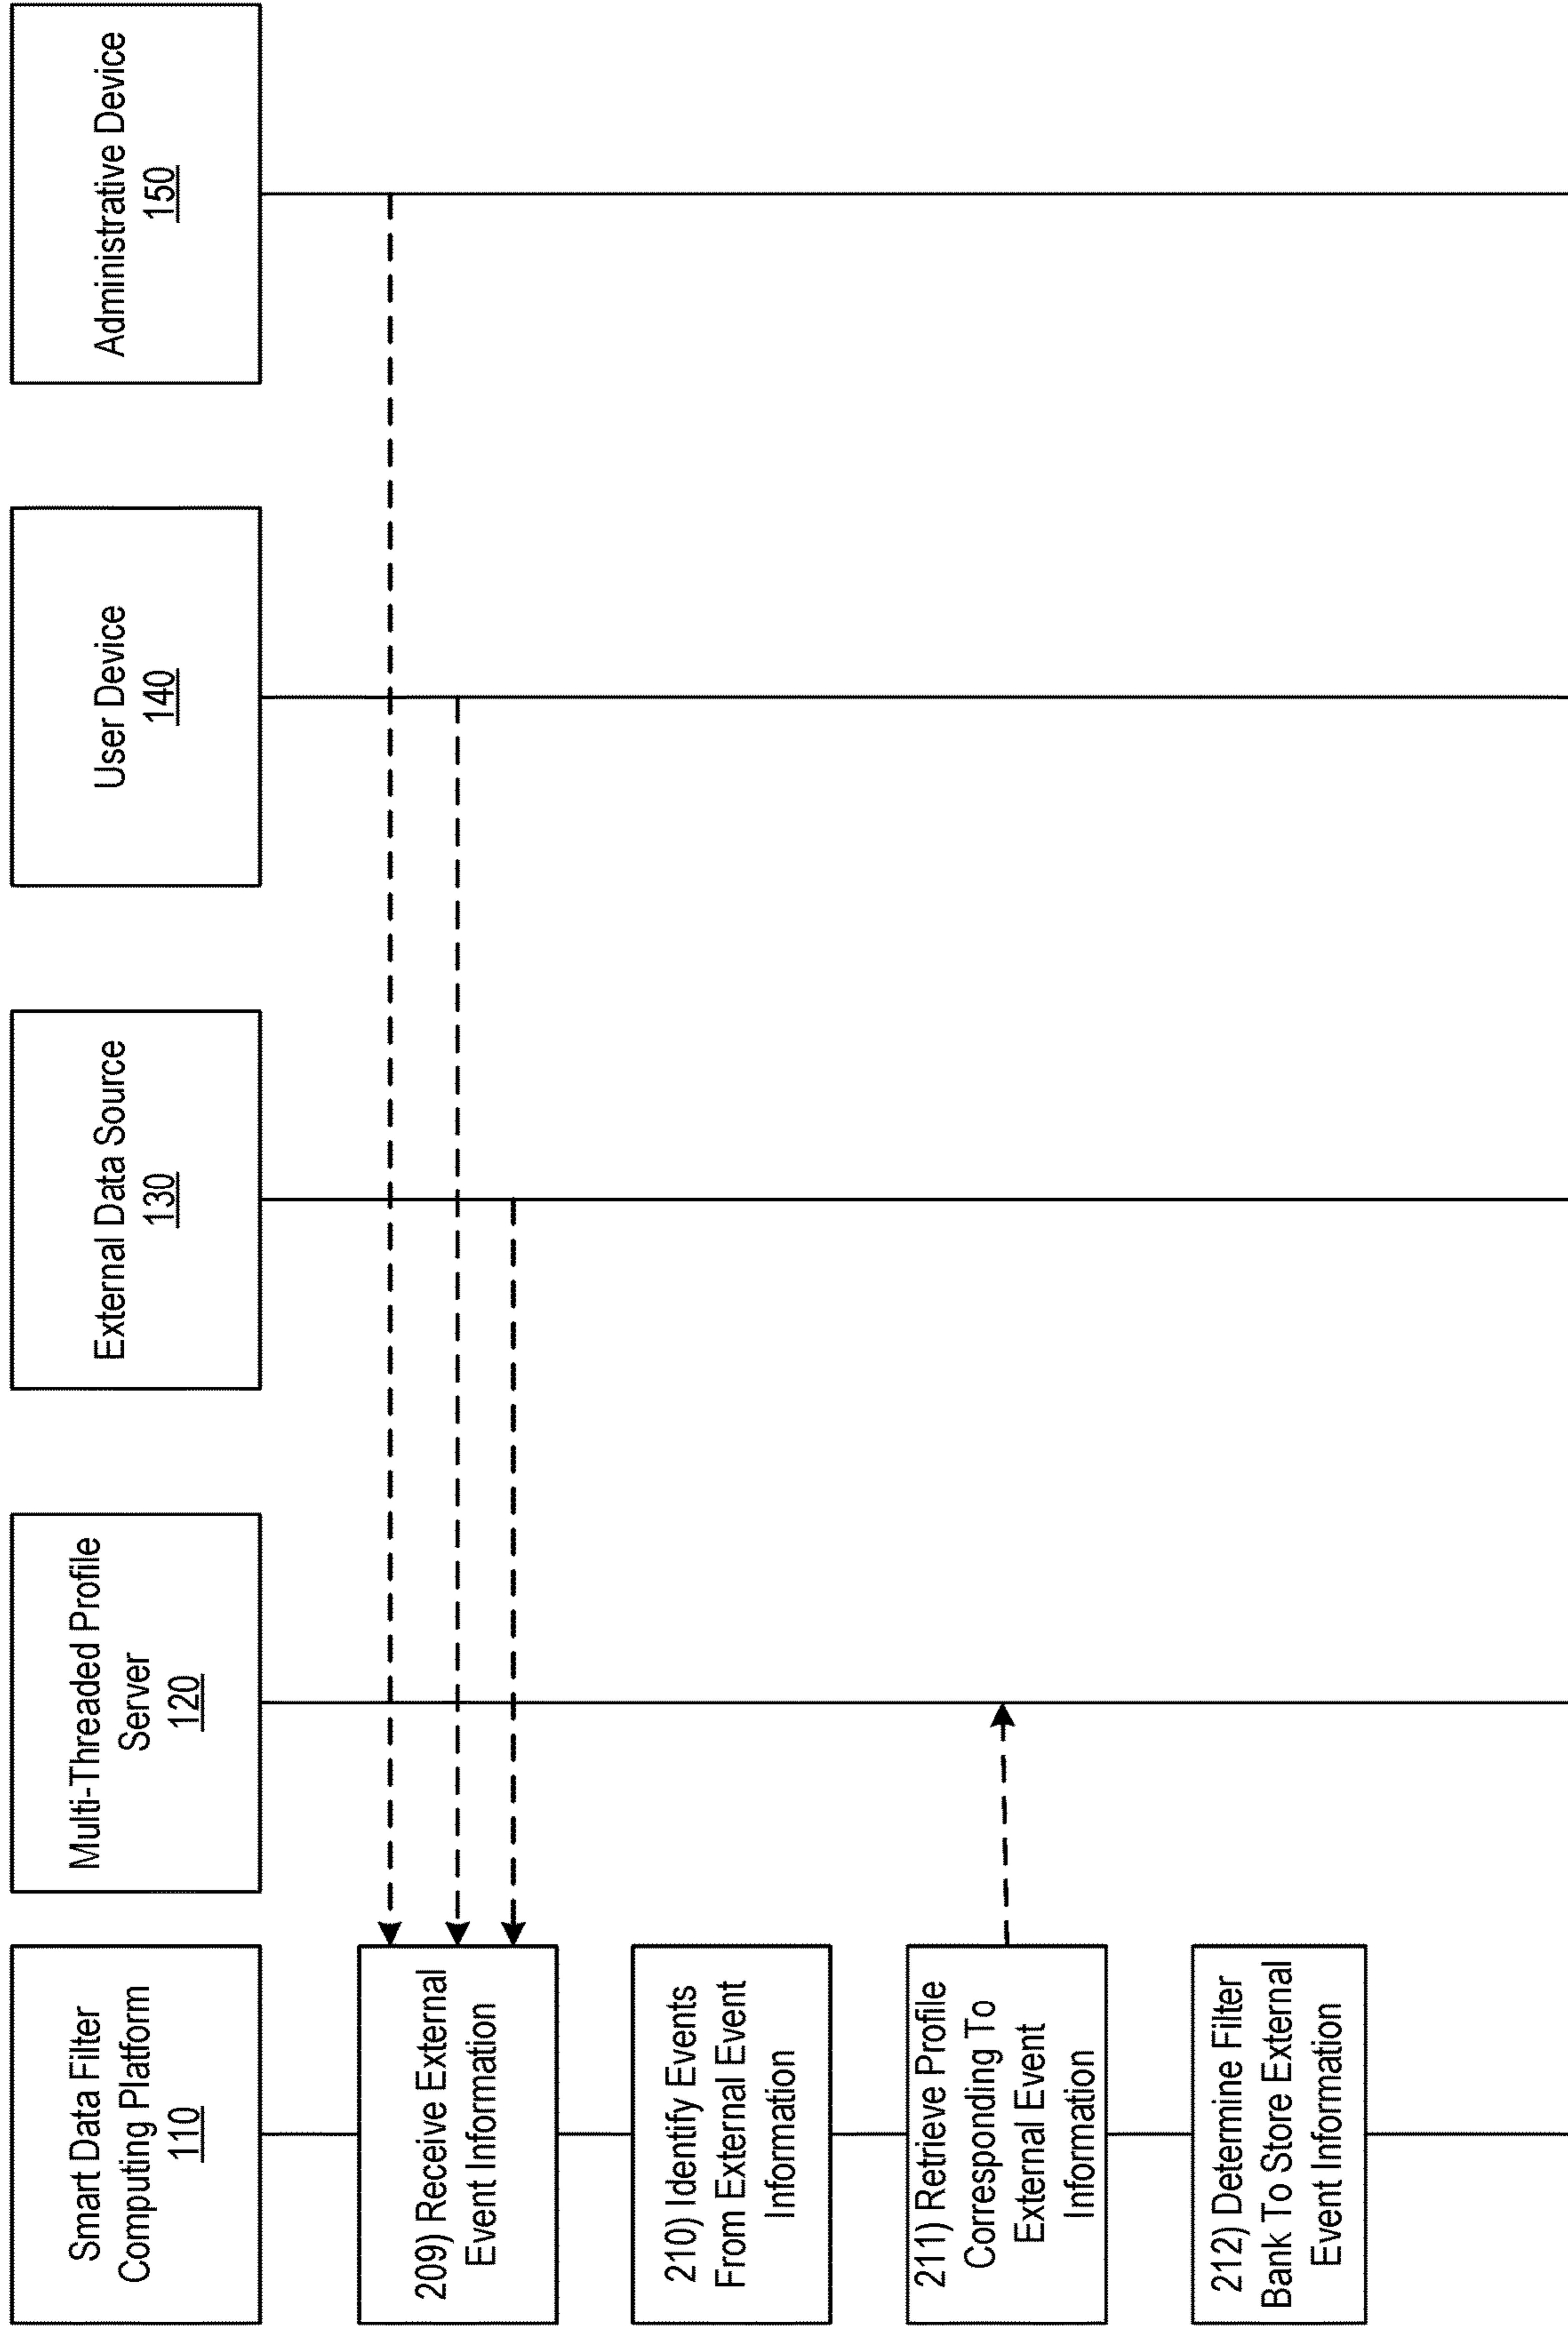 Smart Data Filter
Computing Platform
110
Multi-Threaded Profile
Server
120
External Data Source
130
User Device
140
Administrative Device
150
209) Receive External
Event Information
210) Identify Events
From External Event
Information
211) Retrieve Profile
Corresponding To
External Event
Information
212) Determine Filter
Bank To Store External
Event Information